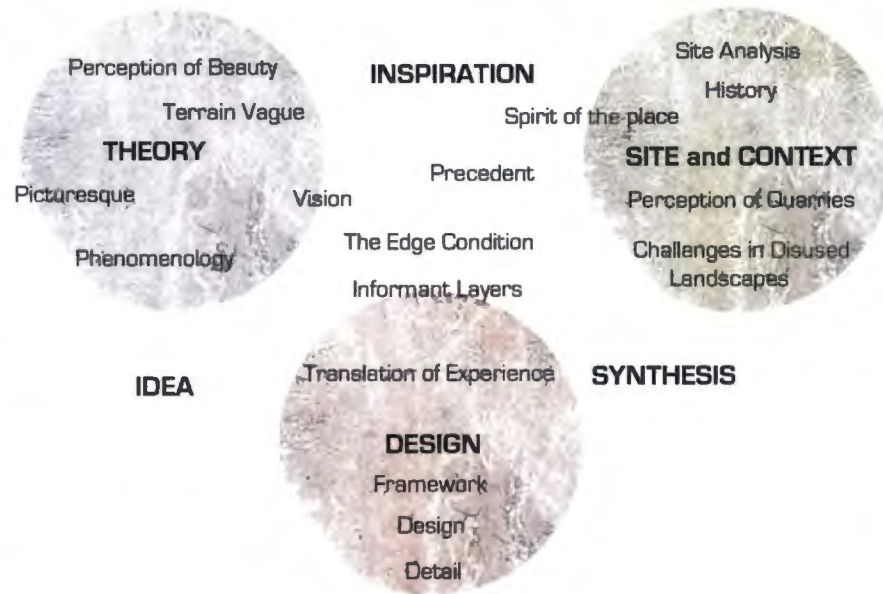 Perception of Beauty
Terrain Vague
THEORY
Picturesque
Vision
Phenomenology
INSPIRATION
Spirit of the place
Precedent
The Edge Condition
Informant Layers
Site Analysis
History
SITE and CONTEXT
Perception of Quarries
Challenges in Disused
Landscapes
IDEA
SYNTHESIS
Translation of Experience
DESIGN
Framework
Design
Detail